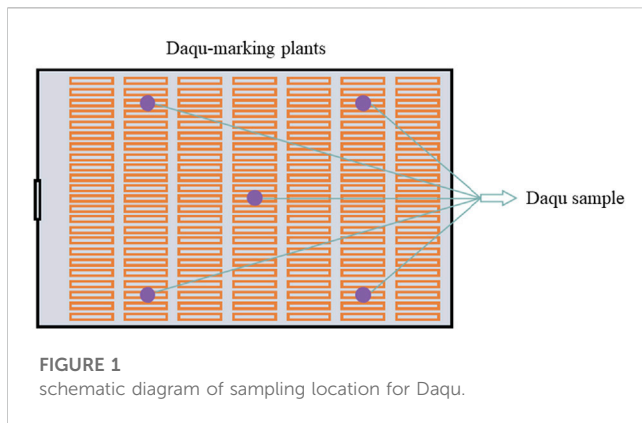 Daqu-marking plants
Daqu sample
FIGURE 1
schematic diagram of sampling location for Daqu.